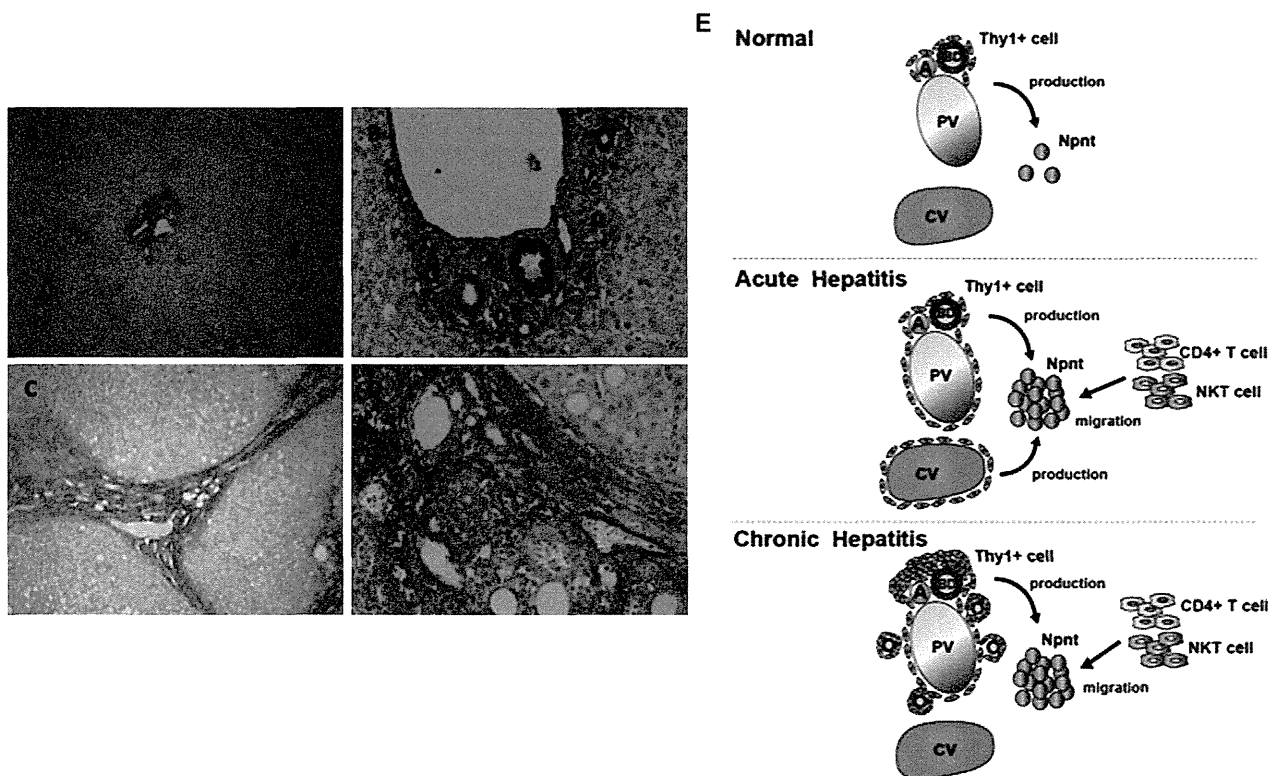 E
Normal
Thy1+ cell
BD
A
production
PV
Npnt
CV
Acute Hepatitis
Thy1+ cell
BD
A
production
CD4+ T cell
Npnt
PV
NKT cell
migration
CV
production
C
Chronic Hepatitis
Thy1+ cell
BD
A
production
CD4+ T cell
Npnt
PV
NKT cell
migration
CV